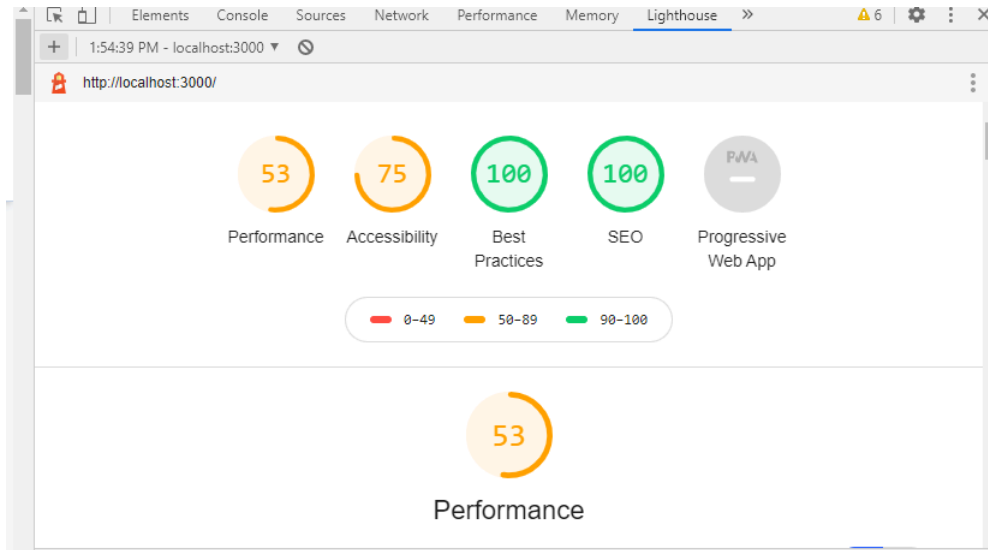 Elements Console Sources Network Performance Memory Lighthouse » 6
+ 1:54:39 PM - localhost:3000 ▼
http://localhost:3000/
53 75 100 100 PWA
Performance Accessibility Best Practices SEO Progressive Web App
0–49 50–89 90–100
53
Performance